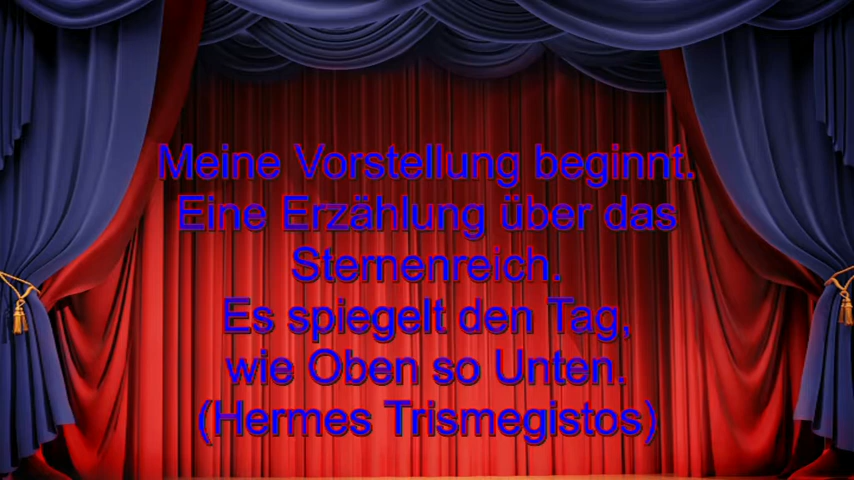 Meine Vorstellung beginnt.
Eine Erzählung über das
Sternenreich.
Es spiegelt den Tag,
wie Oben so Unten.
(Hermes Trismegistos)